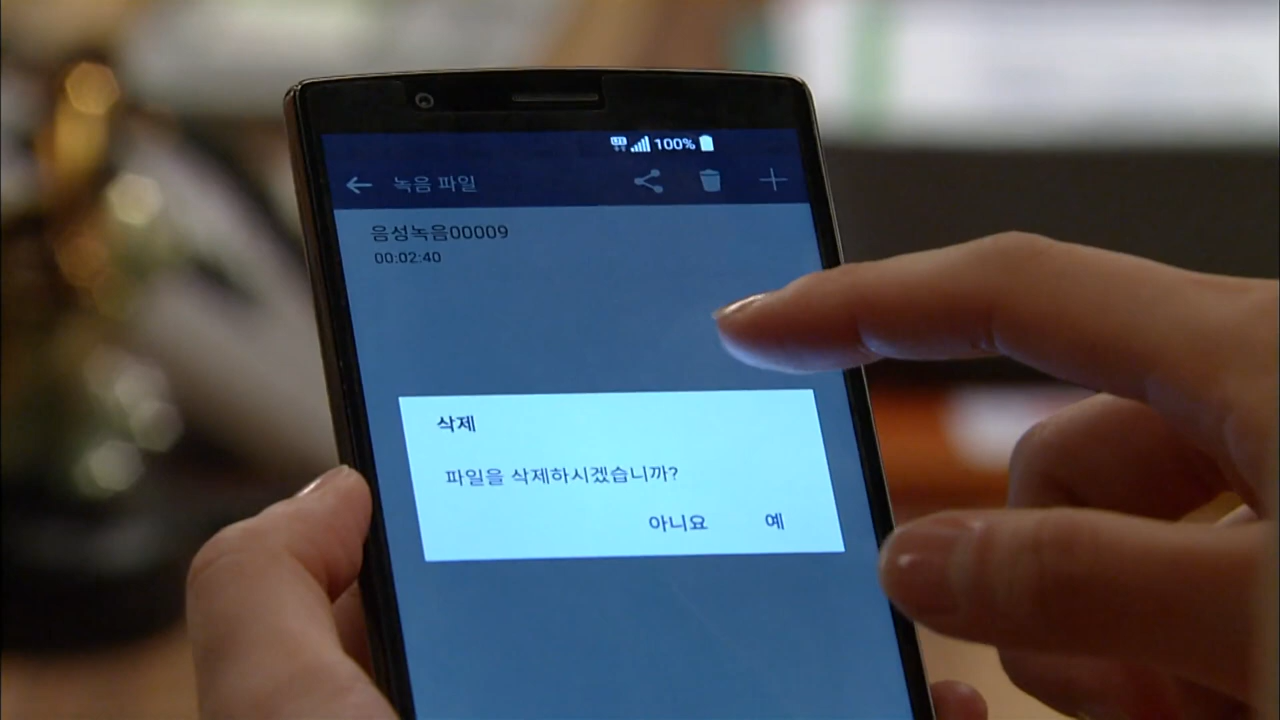 100%
녹음 파일
음성녹음00009
00:02:40
삭제
파일을 삭제하시겠습니까?
아니요 예